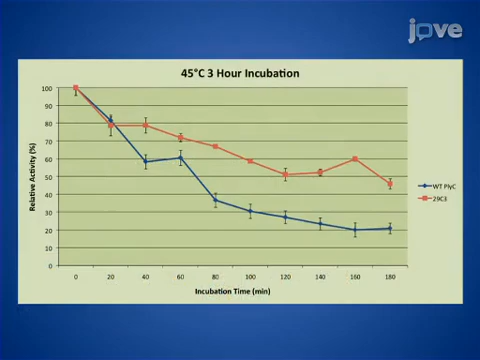 jove
45°C 3 Hour Incubation
Relative Activity (%)
100
90
80
70
60
50
40
30
20
10
0
0 20 40 60 80 100 120 140 160 180
Incubation Time (min)
WT PlyC
29C3